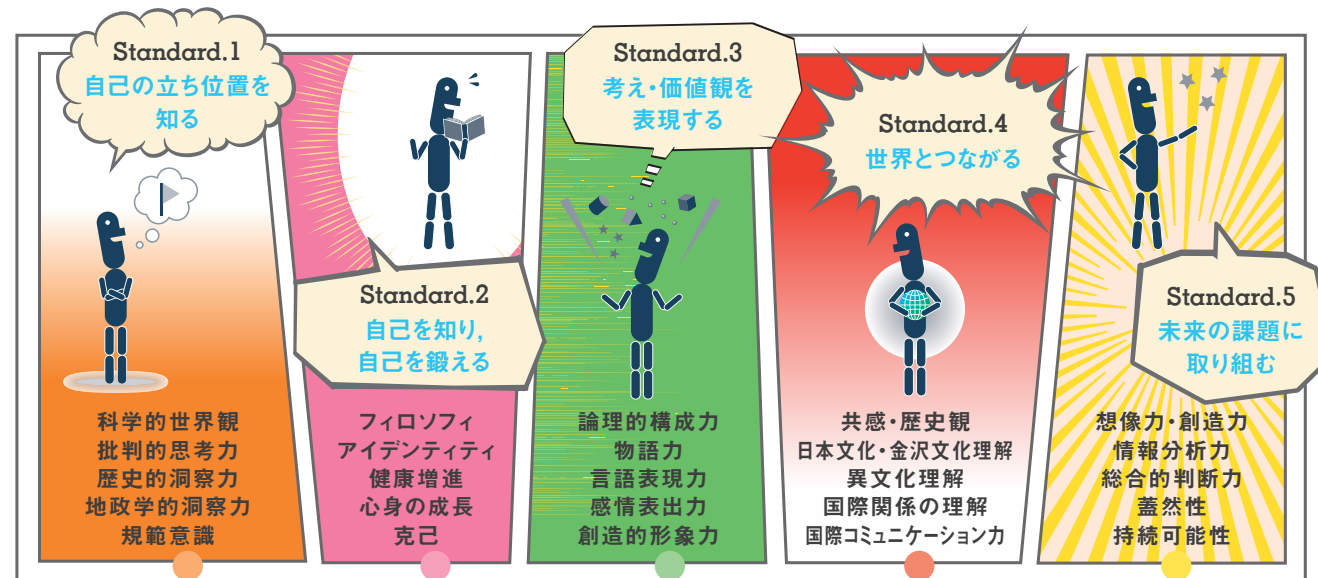 Standard.1
自己の立ち位置を
知る
科学的世界観
批判的思考力
歴史的洞察力
地政学的洞察力
規範意識
Standard.2
自己を知り,
自己を鍛える
フィロソフィ
アイデンティティ
健康増進
心身の成長
克己
Standard.3
考え・価値観を
表現する
論理的構成力
物語力
言語表現力
感情表出力
創造的形象力
Standard.4
世界とつながる
共感・歴史観
日本文化・金沢文化理解
異文化理解
国際関係の理解
国際コミュニケーション力
Standard.5
未来の課題に
取り組む
想像力・創造力
情報分析力
総合的判断力
蓋然性
持続可能性